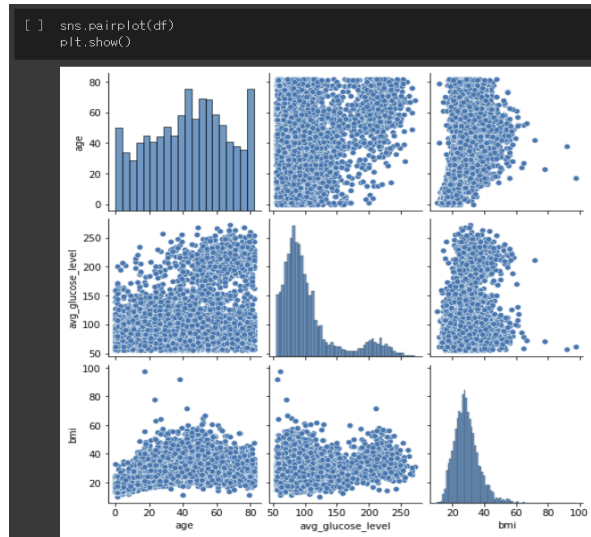 [ ] sns.pairplot(df)
plt.show()
80
60
40
20
0
age
250
200
150
100
50
avg_glucose_level
100
80
60
40
20
bmi
0 20 40 60 80
age
50 100 150 200 250
avg_glucose_level
20 40 60 80 100
bmi